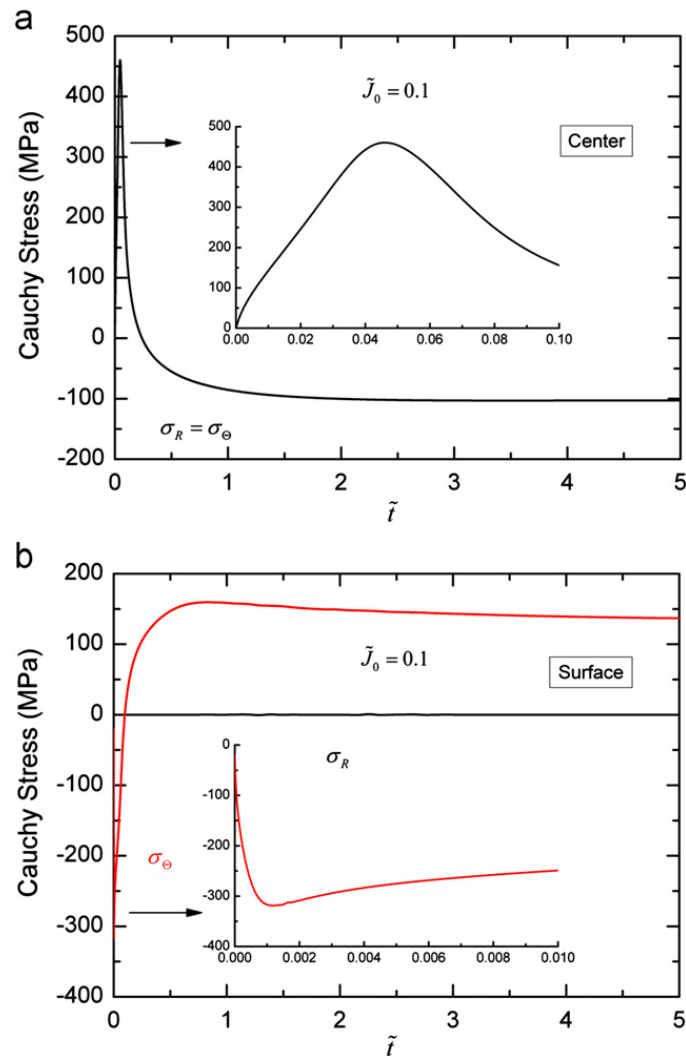 a
500
400
300
200
100
0
-100
-200
Cauchy Stress (MPa)
J̃₀ = 0.1
Center
500
400
300
200
100
0
0.00 0.02 0.04 0.06 0.08 0.10
σ_R = σ_Θ
0 1 2 3 4 5
t̃
b
200
100
0
-100
-200
-300
-400
Cauchy Stress (MPa)
J̃₀ = 0.1
Surface
σ_R
0
-100
-200
-300
-400
0.000 0.002 0.004 0.006 0.008 0.010
σ_Θ
0 1 2 3 4 5
t̃